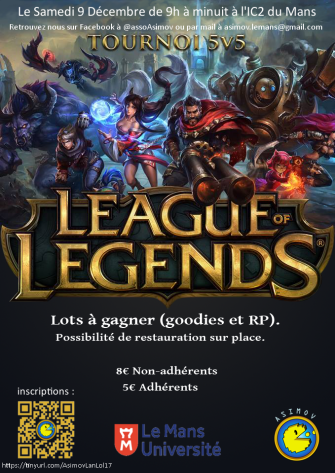 Le Samedi 9 Décembre de 9h à minuit à l'IC2 du Mans
Retrouvez nous sur Facebook à @assoAsimov ou par mail à asimov.lemans@gmail.com
TOURNOI 5V5
LEAGUE OF
LEGENDS®
Lots à gagner (goodies et RP).
Possibilité de restauration sur place.
8€ Non-adhérents
5€ Adhérents
inscriptions :
Le Mans
Université
ASIMOV
https://tinyurl.com/AsimovLanLol17